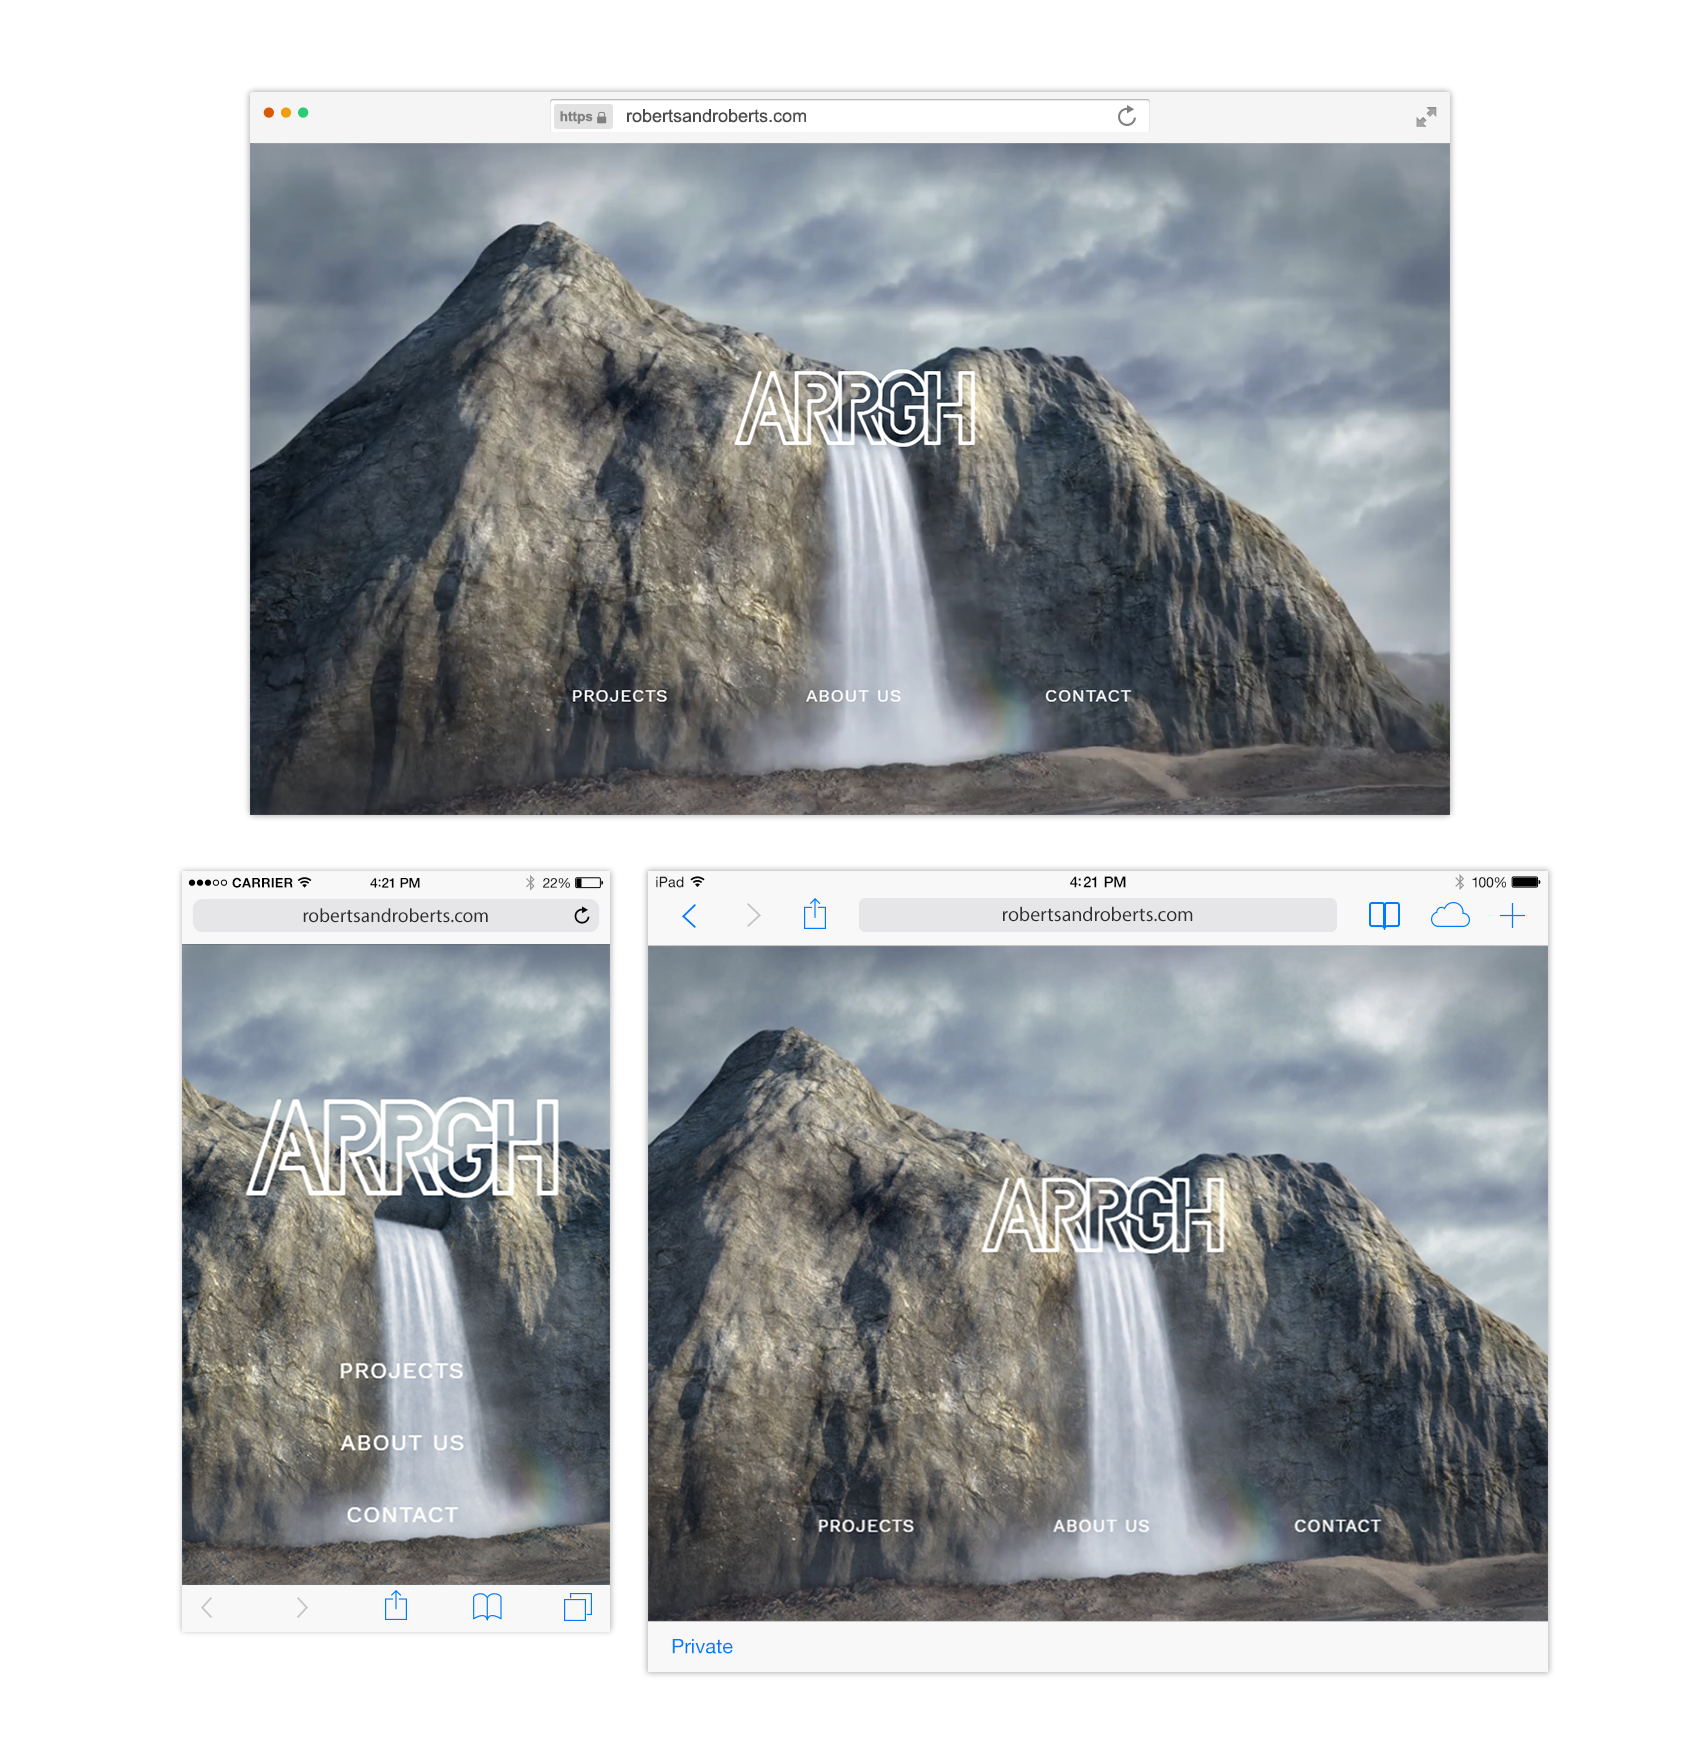 https robertsandroberts.com
ARRGH
PROJECTS ABOUT US CONTACT
CARRIER 4:21 PM 22%
robertsandroberts.com
ARRGH
PROJECTS
ABOUT US
CONTACT
iPad 4:21 PM 100%
robertsandroberts.com
ARRGH
PROJECTS ABOUT US CONTACT
Private